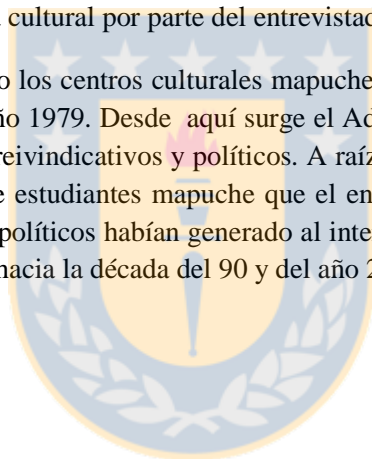 a cultural por parte del entrevistad
o los centros culturales mapuche
ño 1979. Desde aquí surge el Ad
reivindicativos y políticos. A raíz
e estudiantes mapuche que el en
políticos habían generado al inte
hacia la década del 90 y del año 2